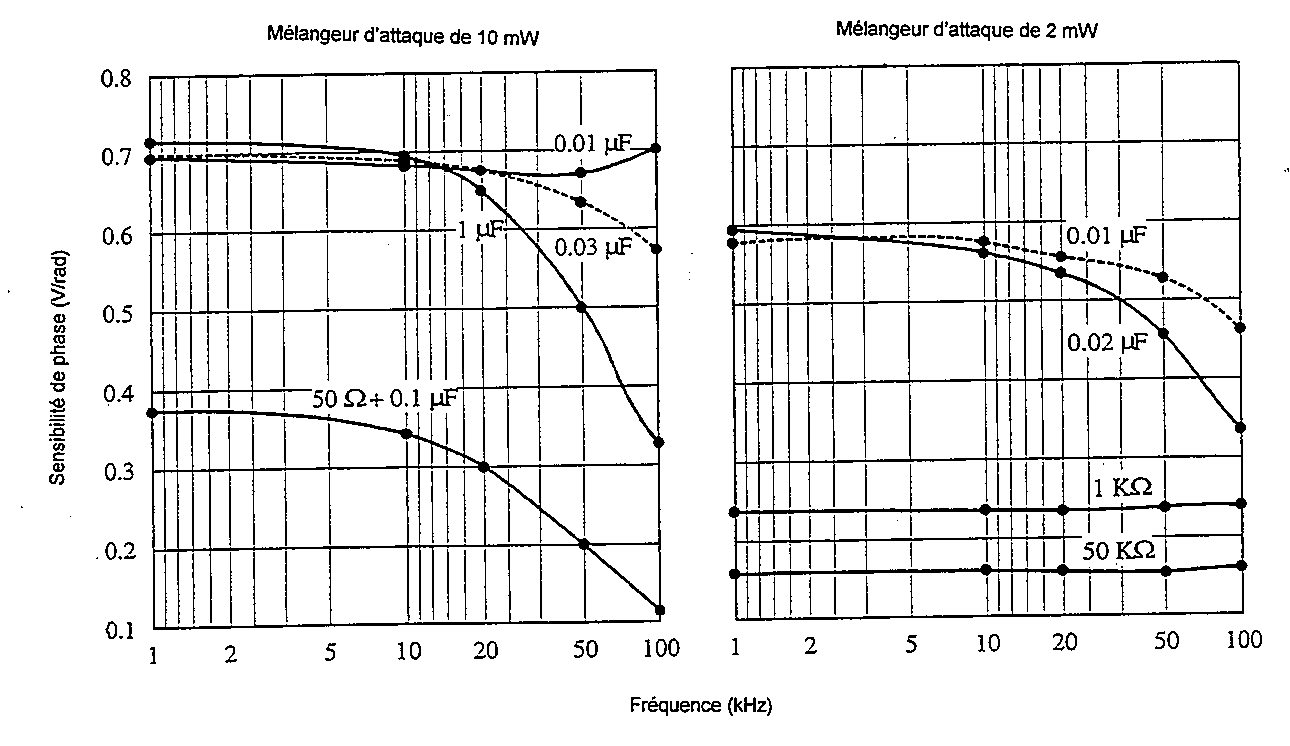 Mélangeur d'attaque de 10 mW
Mélangeur d'attaque de 2 mW
Sensibilité de phase (V/rad)
0.8
0.7
0.6
0.5
0.4
0.3
0.2
0.1
0.01 µF
1 µF
0.03 µF
50 Ω + 0.1 µF
0.01 µF
0.02 µF
1 KΩ
50 KΩ
1 2 5 10 20 50 100
1 2 5 10 20 50 100
Fréquence (kHz)